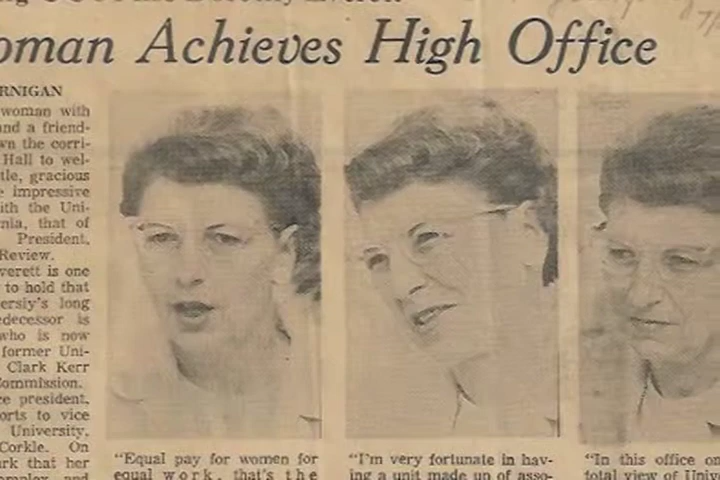 oman Achieves High Office
RNIGAN
woman with
and a friend-
wn the corri-
Hall to wel-
tle, gracious
e impressive
ith the Uni-
nia, that of
President,
Review.
verett is one
to hold that
ersiy's long
edecessor is
who is now
former Uni-
Clark Kerr
Commission.
ce president,
orts to vice
University,
Corkle. On
rk that her
"Equal pay for women for
equal work, that's the
"I'm very fortunate in hav-
ing a unit made up of asso-
"In this office on
total view of Unive